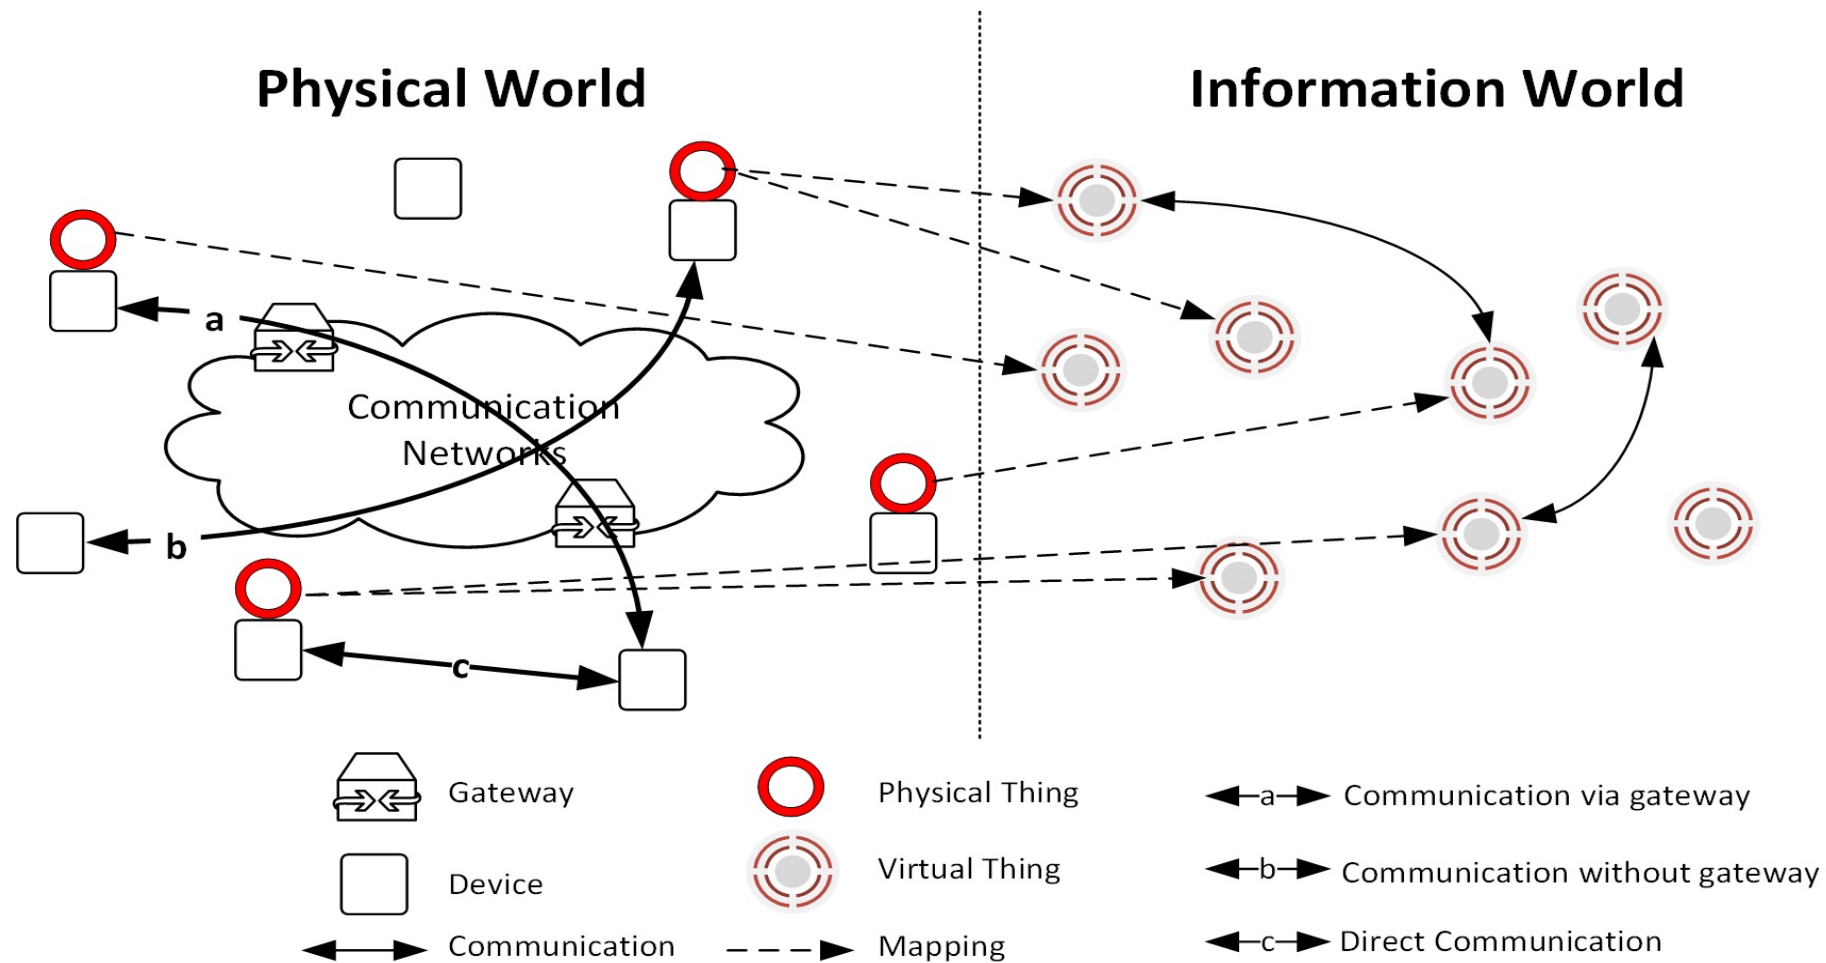 Physical World
Information World
a
Communication
Networks
b
c
Gateway
Physical Thing
a
Communication via gateway
Device
Virtual Thing
b
Communication without gateway
Communication
Mapping
c
Direct Communication